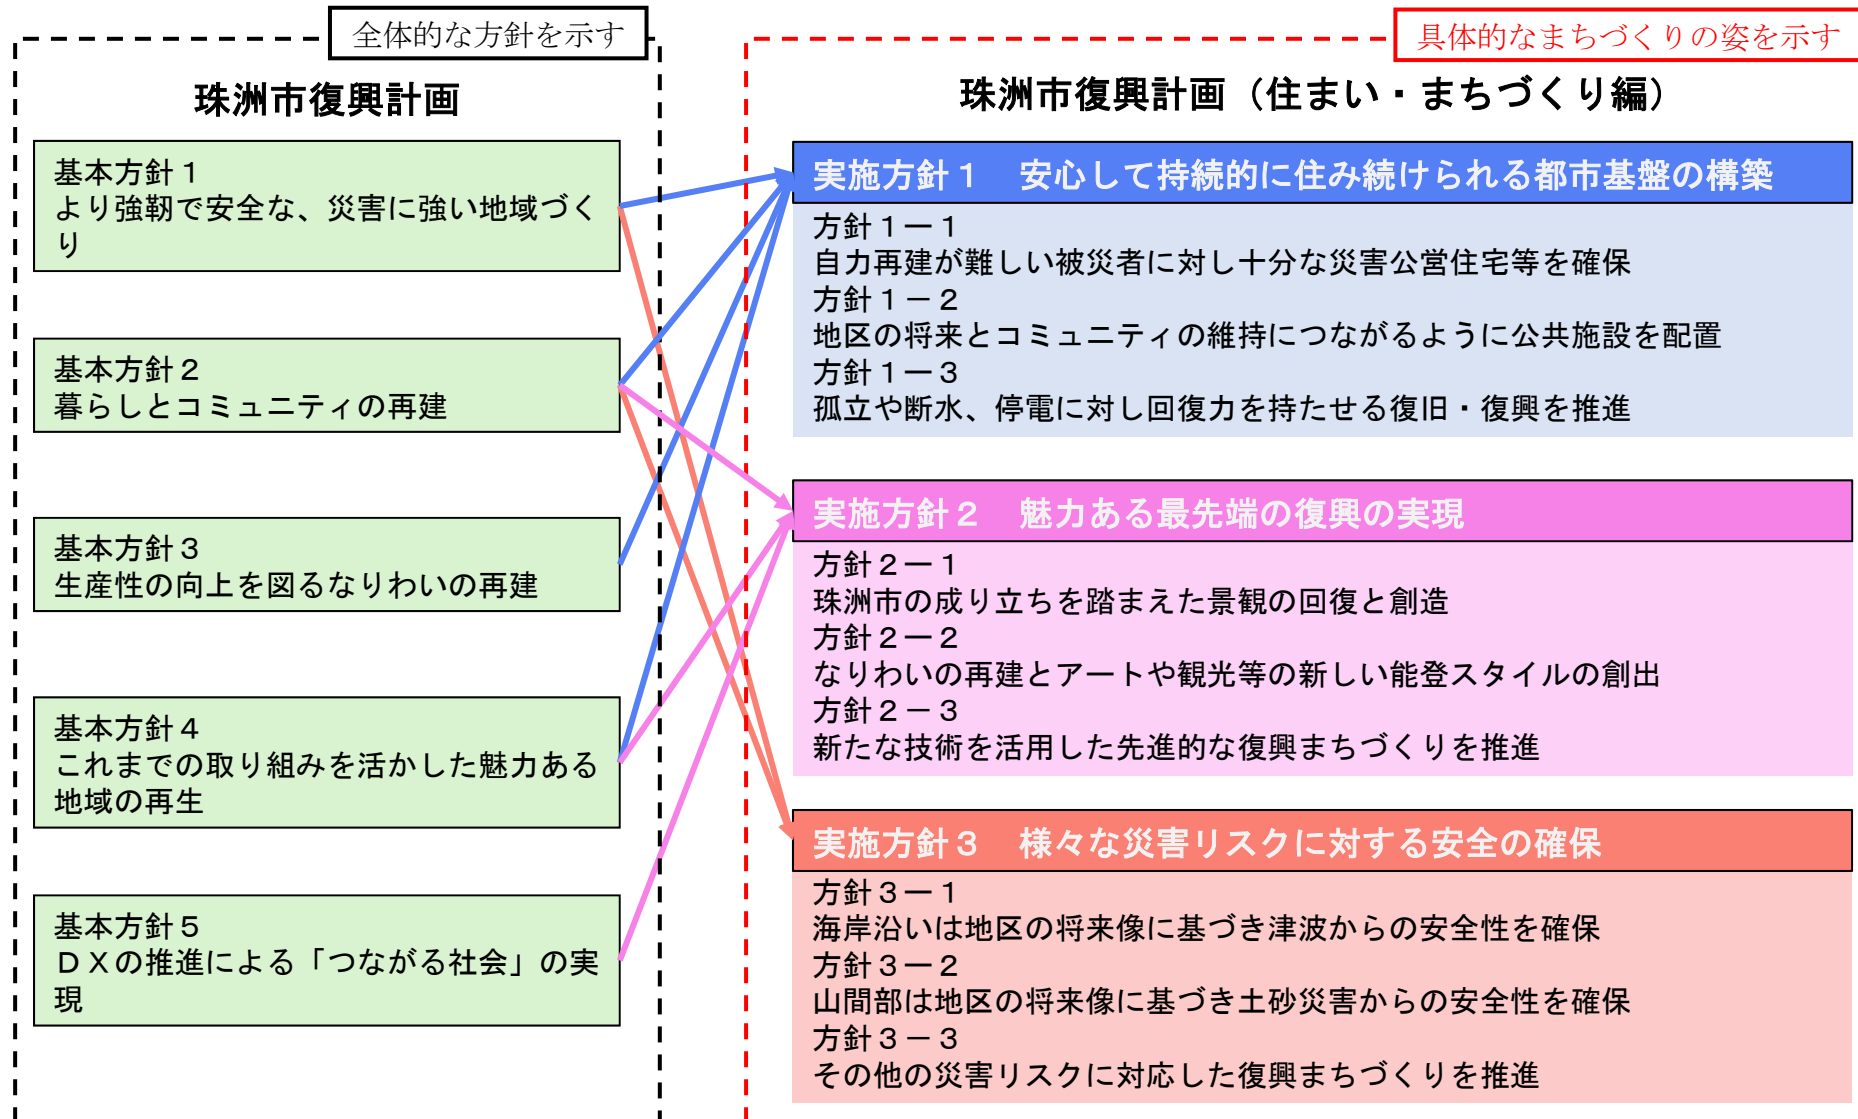 全体的な方針を示す
珠洲市復興計画
基本方針１
より強靭で安全な、災害に強い地域づく
り
基本方針２
暮らしとコミュニティの再建
基本方針３
生産性の向上を図るなりわいの再建
基本方針４
これまでの取り組みを活かした魅力ある
地域の再生
基本方針５
ＤＸの推進による「つながる社会」の実
現
具体的なまちづくりの姿を示す
珠洲市復興計画（住まい・まちづくり編）
実施方針１　安心して持続的に住み続けられる都市基盤の構築
方針１ー１
自力再建が難しい被災者に対し十分な災害公営住宅等を確保
方針１－２
地区の将来とコミュニティの維持につながるように公共施設を配置
方針１ー３
孤立や断水、停電に対し回復力を持たせる復旧・復興を推進
実施方針２　魅力ある最先端の復興の実現
方針２ー１
珠洲市の成り立ちを踏まえた景観の回復と創造
方針２ー２
なりわいの再建とアートや観光等の新しい能登スタイルの創出
方針２－３
新たな技術を活用した先進的な復興まちづくりを推進
実施方針３　様々な災害リスクに対する安全の確保
方針３ー１
海岸沿いは地区の将来像に基づき津波からの安全性を確保
方針３ー２
山間部は地区の将来像に基づき土砂災害からの安全性を確保
方針３－３
その他の災害リスクに対応した復興まちづくりを推進